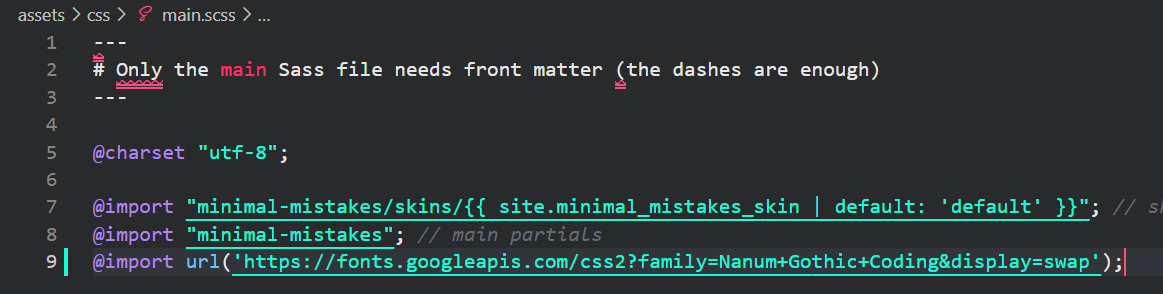 assets > css > main.scss > ...
1 ---
2 # Only the main Sass file needs front matter (the dashes are enough)
3 ---
4
5 @charset "utf-8";
6
7 @import "minimal-mistakes/skins/{{ site.minimal_mistakes_skin | default: 'default' }}"; //
8 @import "minimal-mistakes"; // main partials
9 @import url('https://fonts.googleapis.com/css2?family=Nanum+Gothic+Coding&display=swap');